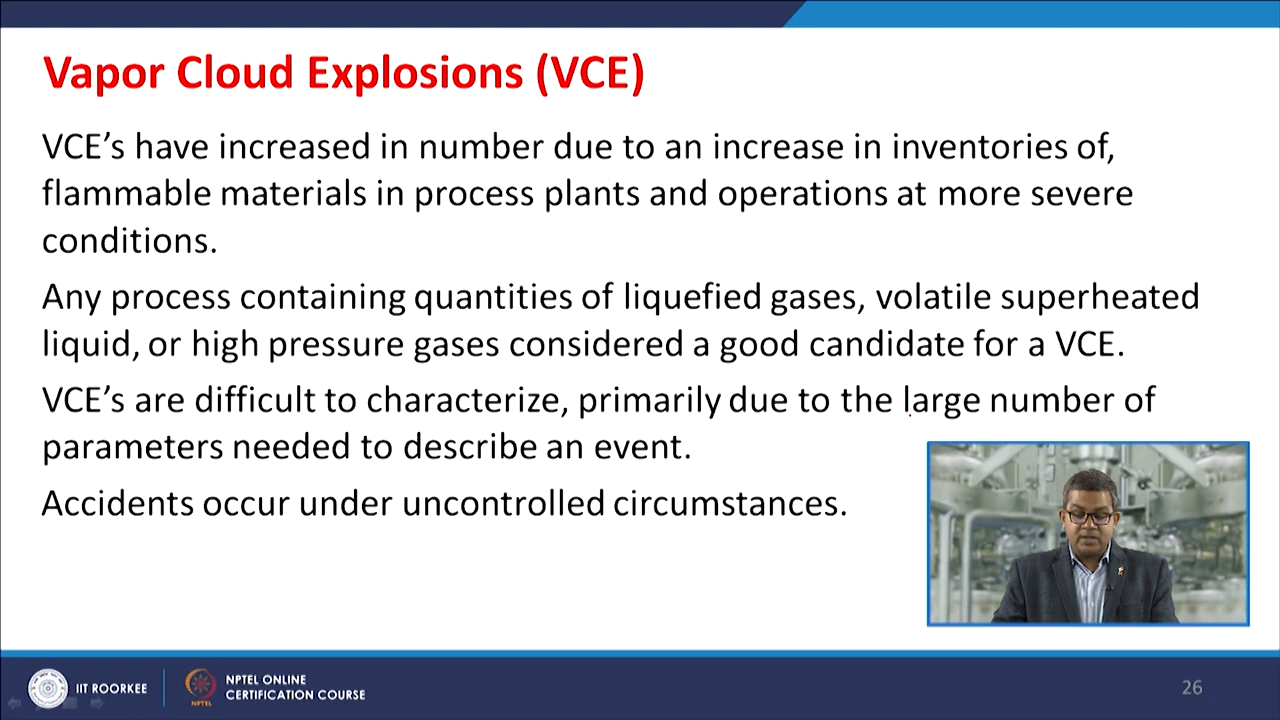 Vapor Cloud Explosions (VCE)
VCE's have increased in number due to an increase in inventories of,
flammable materials in process plants and operations at more severe
conditions.
Any process containing quantities of liquefied gases, volatile superheated
liquid, or high pressure gases considered a good candidate for a VCE.
VCE's are difficult to characterize, primarily due to the large number of
parameters needed to describe an event.
Accidents occur under uncontrolled circumstances.
IIT ROORKEE
NPTEL
NPTEL ONLINE
CERTIFICATION COURSE
26